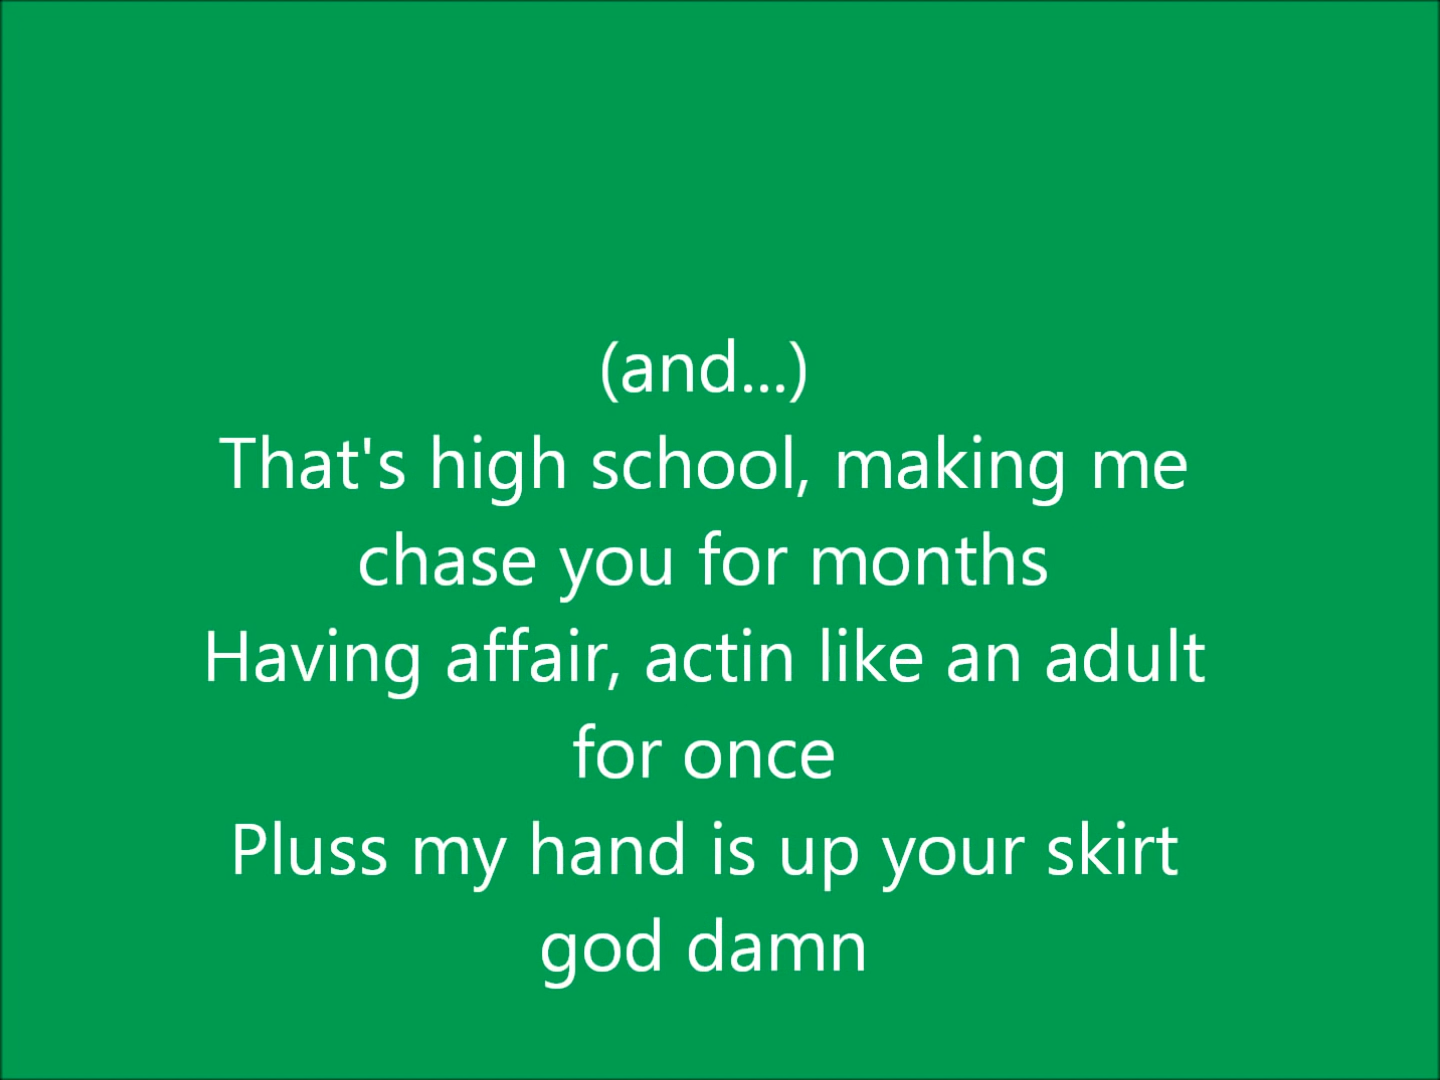 (and...)
That's high school, making me
chase you for months
Having affair, actin like an adult
for once
Pluss my hand is up your skirt
god damn